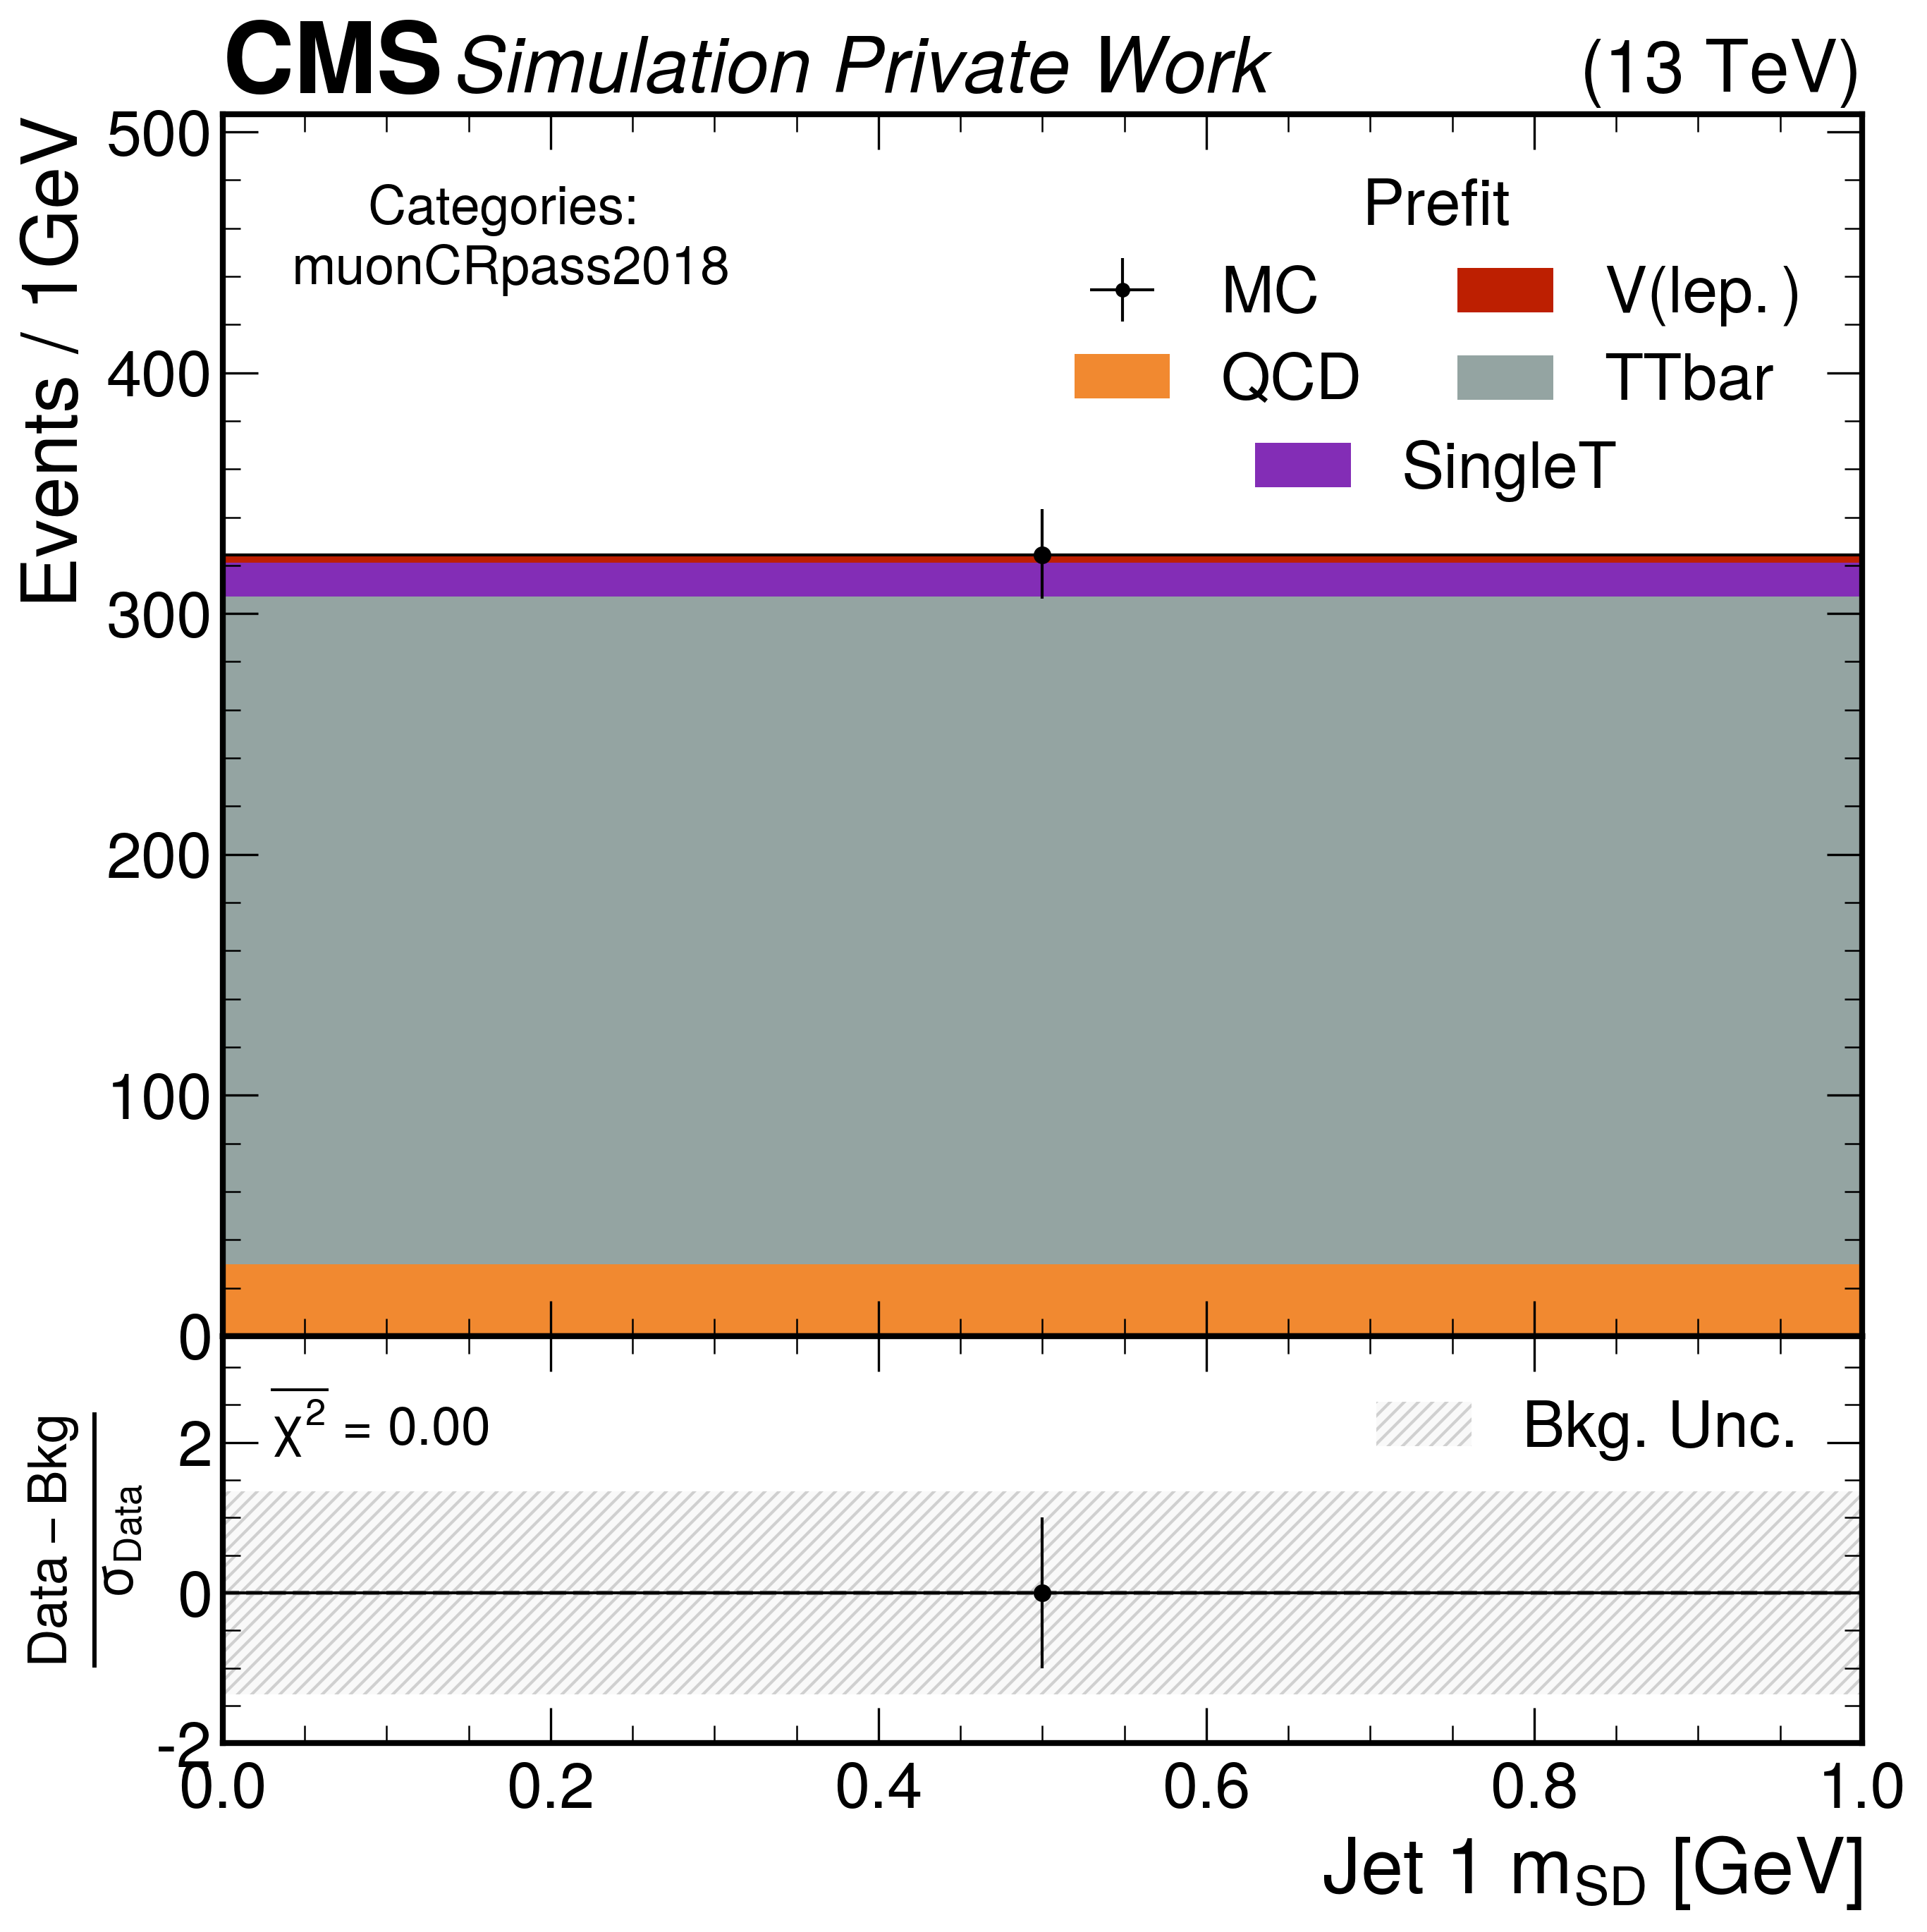 CMS Simulation Private Work (13 TeV)
Events / 1 GeV
500
400
300
200
100
0
Categories:
muonCRpass2018
Prefit
MC V(lep.)
QCD TTbar
SingleT
Data − Bkg
σData
2
0
-2
χ2 = 0.00
Bkg. Unc.
0.0 0.2 0.4 0.6 0.8 1.0
Jet 1 mSD [GeV]